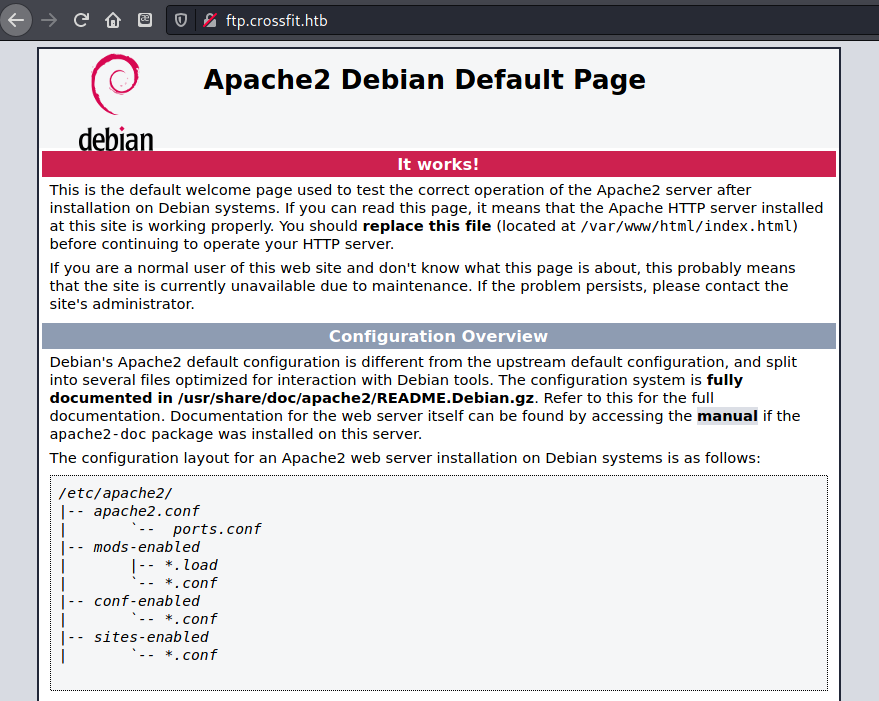 ftp.crossfit.htb
Apache2 Debian Default Page
debian
It works!
This is the default welcome page used to test the correct operation of the Apache2 server after
installation on Debian systems. If you can read this page, it means that the Apache HTTP server installed
at this site is working properly. You should replace this file (located at /var/www/html/index.html)
before continuing to operate your HTTP server.
If you are a normal user of this web site and don't know what this page is about, this probably means
that the site is currently unavailable due to maintenance. If the problem persists, please contact the
site's administrator.
Configuration Overview
Debian's Apache2 default configuration is different from the upstream default configuration, and split
into several files optimized for interaction with Debian tools. The configuration system is fully
documented in /usr/share/doc/apache2/README.Debian.gz. Refer to this for the full
documentation. Documentation for the web server itself can be found by accessing the manual if the
apache2-doc package was installed on this server.
The configuration layout for an Apache2 web server installation on Debian systems is as follows:
/etc/apache2/
|-- apache2.conf
|       `--  ports.conf
|-- mods-enabled
|       |-- *.load
|       `-- *.conf
|-- conf-enabled
|       `-- *.conf
|-- sites-enabled
|       `-- *.conf